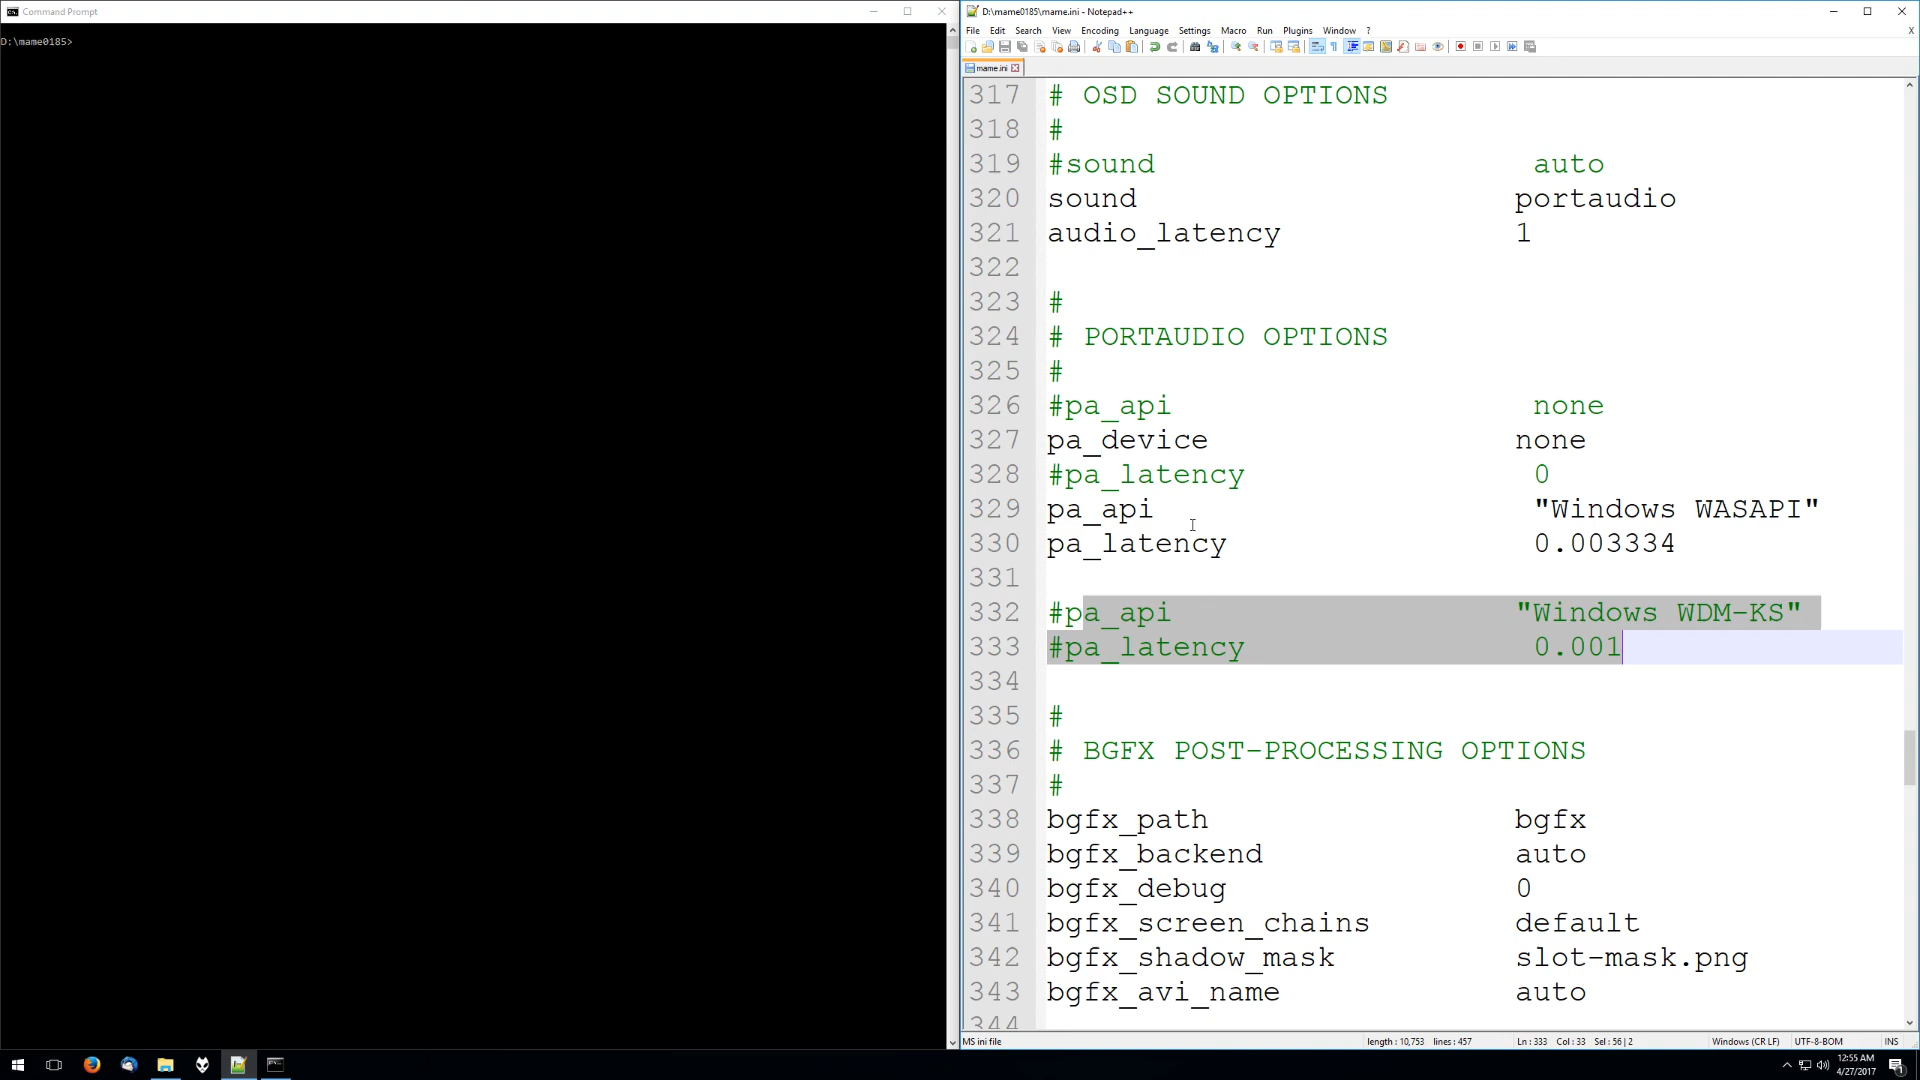 Command Prompt
D:\mame0185>
D:\mame0185\mame.ini - Notepad++
File Edit Search View Encoding Language Settings Macro Run Plugins Window ? X
mame.ini
317 # OSD SOUND OPTIONS
318 #
319 #sound auto
320 sound portaudio
321 audio_latency 1
322
323 #
324 # PORTAUDIO OPTIONS
325 #
326 #pa_api none
327 pa_device none
328 #pa_latency 0
329 pa_api "Windows WASAPI"
330 pa_latency 0.003334
331
332 #pa_api "Windows WDM-KS"
333 #pa_latency 0.001
334
335 #
336 # BGFX POST-PROCESSING OPTIONS
337 #
338 bgfx_path bgfx
339 bgfx_backend auto
340 bgfx_debug 0
341 bgfx_screen_chains default
342 bgfx_shadow_mask slot-mask.png
343 bgfx_avi_name auto
344
MS ini file length : 10,753 lines : 457 Ln : 333 Col : 33 Sel : 56 | 2 Windows (CR LF) UTF-8-BOM INS
12:55 AM
4/27/2017